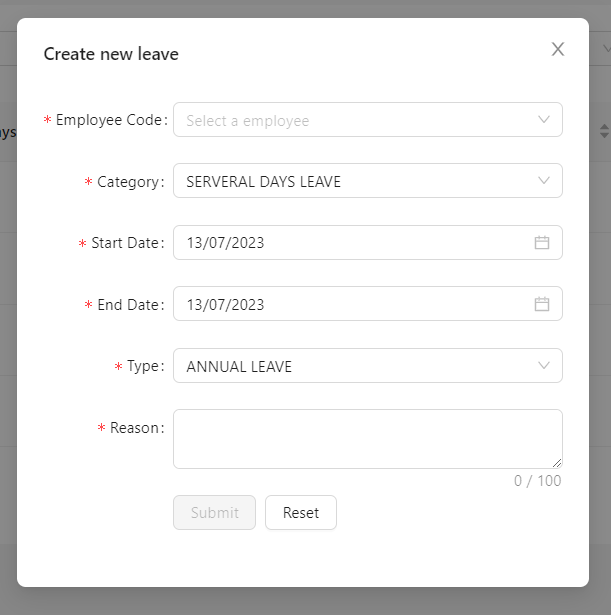 Create new leave
* Employee Code: Select a employee
* Category: SERVERAL DAYS LEAVE
* Start Date: 13/07/2023
* End Date: 13/07/2023
* Type: ANNUAL LEAVE
* Reason:
0 / 100
Submit Reset